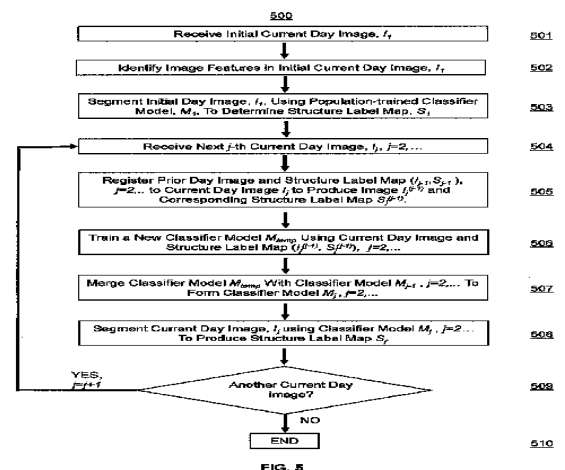 500
Receive Initial Current Day Image, I1
501
Identify Image Features in Initial Current Day Image, I1
502
Segment Initial Day Image, I1, Using Population-trained Classifier
Model, M1, To Determine Structure Label Map, S1
503
Receive Next j-th Current Day Image, Ij, j=2,...
504
Register Prior Day Image and Structure Label Map (Ij-1,Sj-1),
j=2,.. to Current Day Image Ij to Produce Image Ij(j-1) and
Corresponding Structure Label Map Sj(j-1).
505
Train a New Classifier Model Mtemp Using Current Day Image and
Structure Label Map (Ij(j-1), Sj(j-1)), j=2,...
506
Merge Classifier Model Mtemp With Classifier Model Mj-1, j=2,... To
Form Classifier Model Mj, j=2,...
507
Segment Current Day Image, Ij using Classifier Model Mj, j=2...
To Produce Structure Label Map Sj
508
YES,
j=j+1
Another Current Day
Image?
509
NO
END
510
FIG. 5